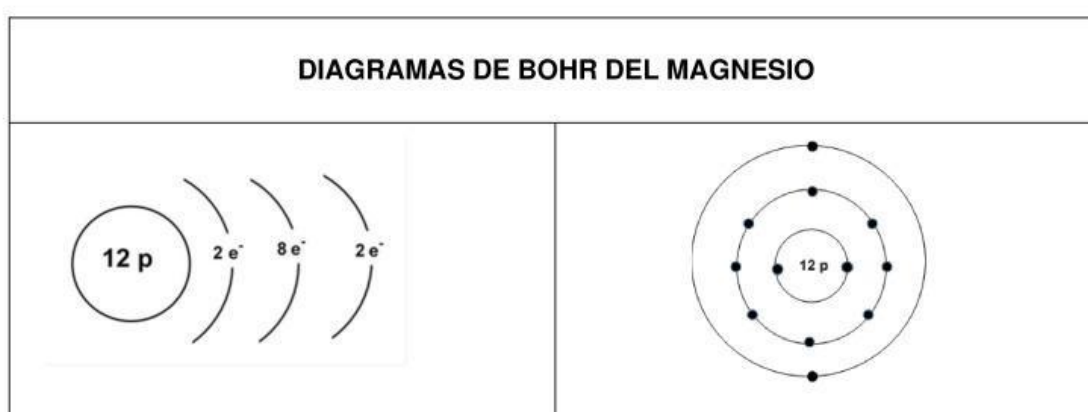 DIAGRAMAS DE BOHR DEL MAGNESIO
12 p
2 e⁻
8 e⁻
2 e⁻
12 p